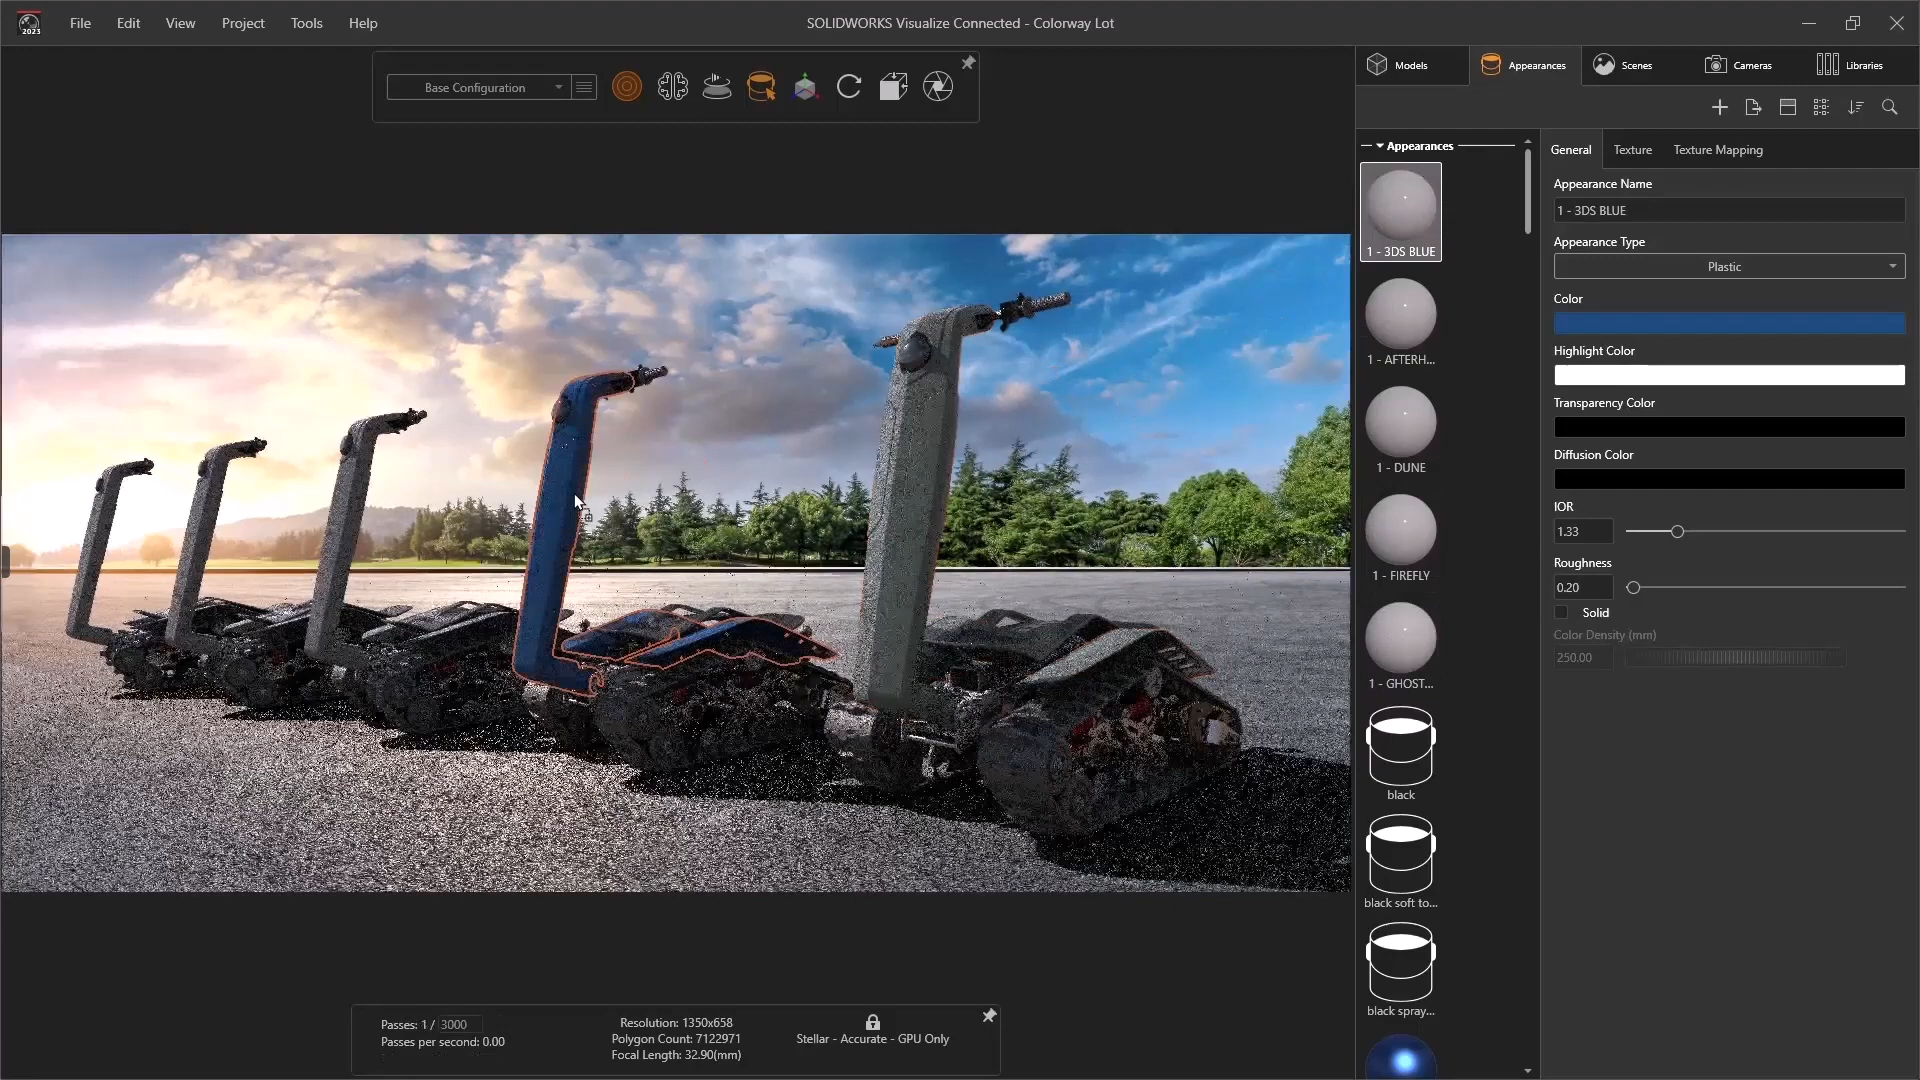 2023
File
Edit
View
Project
Tools
Help
SOLIDWORKS Visualize Connected - Colorway Lot
Base Configuration
Models
Appearances
Scenes
Cameras
Libraries
Appearances
1 - 3DS BLUE
1 - AFTERH...
1 - DUNE
1 - FIREFLY
1 - GHOST...
black
black soft to...
black spray...
General
Texture
Texture Mapping
Appearance Name
1 - 3DS BLUE
Appearance Type
Plastic
Color
Highlight Color
Transparency Color
Diffusion Color
IOR
1.33
Roughness
0.20
Solid
Color Density (mm)
250.00
Passes: 1 / 3000
Passes per second: 0.00
Resolution: 1350x658
Polygon Count: 7122971
Focal Length: 32.90(mm)
Stellar - Accurate - GPU Only